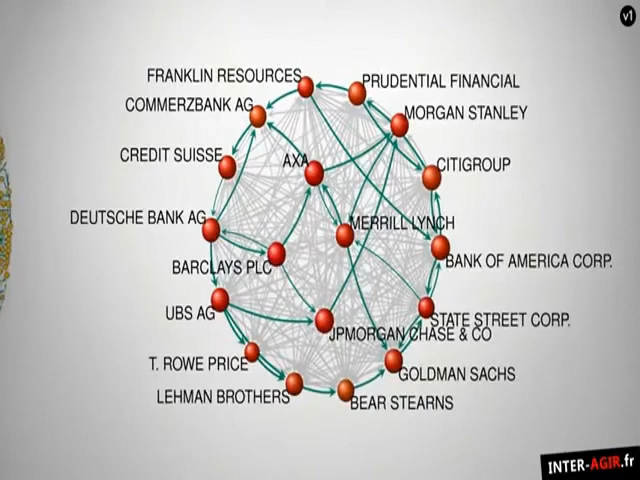 v1
FRANKLIN RESOURCES
PRUDENTIAL FINANCIAL
COMMERZBANK AG
MORGAN STANLEY
CREDIT SUISSE
AXA
CITIGROUP
DEUTSCHE BANK AG
MERRILL LYNCH
BARCLAYS PLC
BANK OF AMERICA CORP.
UBS AG
STATE STREET CORP.
JPMORGAN CHASE & CO
T. ROWE PRICE
GOLDMAN SACHS
LEHMAN BROTHERS
BEAR STEARNS
INTER-AGIR.fr